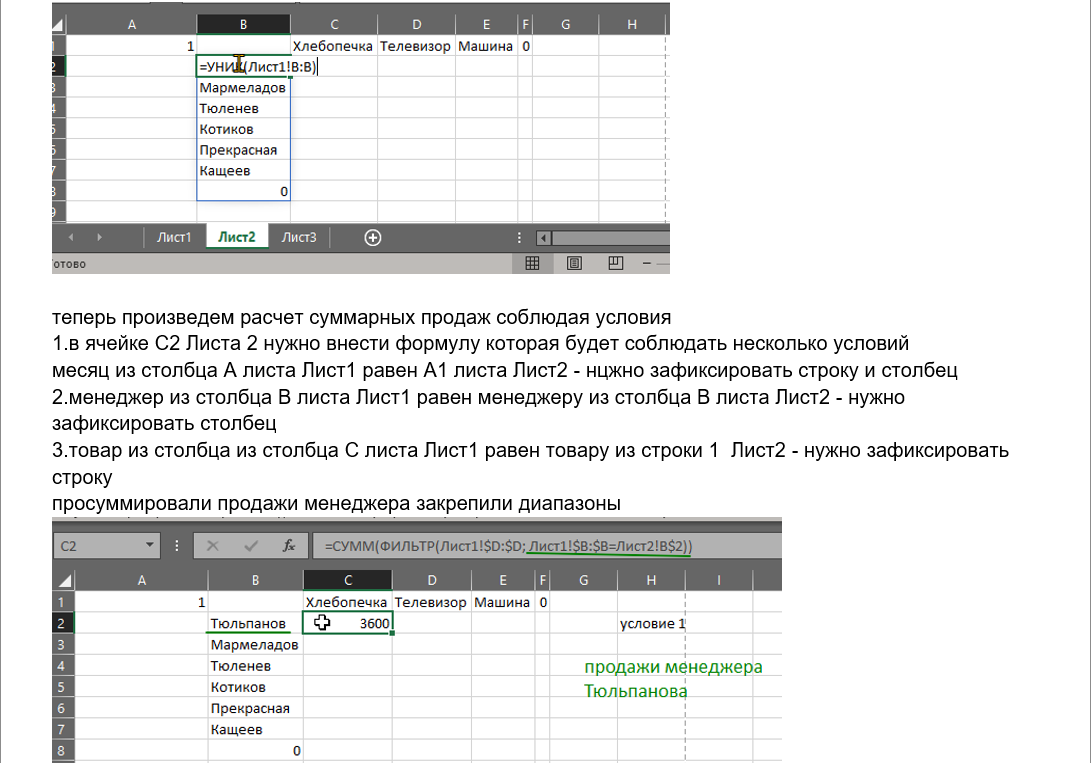 A B C D E F G H
1 Хлебопечка Телевизор Машина 0
2 =УНИК(Лист1!B:B)
3 Мармеладов
4 Тюленев
5 Котиков
6 Прекрасная
7 Кащеев
8 0
9
Лист1 Лист2 Лист3
отово
теперь произведем расчет суммарных продаж соблюдая условия
1.в ячейке С2 Листа 2 нужно внести формулу которая будет соблюдать несколько условий
месяц из столбца А листа Лист1 равен А1 листа Лист2 - нцжно зафиксировать строку и столбец
2.менеджер из столбца В листа Лист1 равен менеджеру из столбца В листа Лист2 - нужно
зафиксировать столбец
3.товар из столбца из столбца С листа Лист1 равен товару из строки 1 Лист2 - нужно зафиксировать
строку
просуммировали продажи менеджера закрепили диапазоны
C2 fx =СУММ(ФИЛЬТР(Лист1!$D:$D; Лист1!$B:$B=Лист2!B$2))
A B C D E F G H I
1 1 Хлебопечка Телевизор Машина 0
2 Тюльпанов 3600 условие 1
3 Мармеладов
4 Тюленев
продажи менеджера
5 Котиков
Тюльпанова
6 Прекрасная
7 Кащеев
8 0